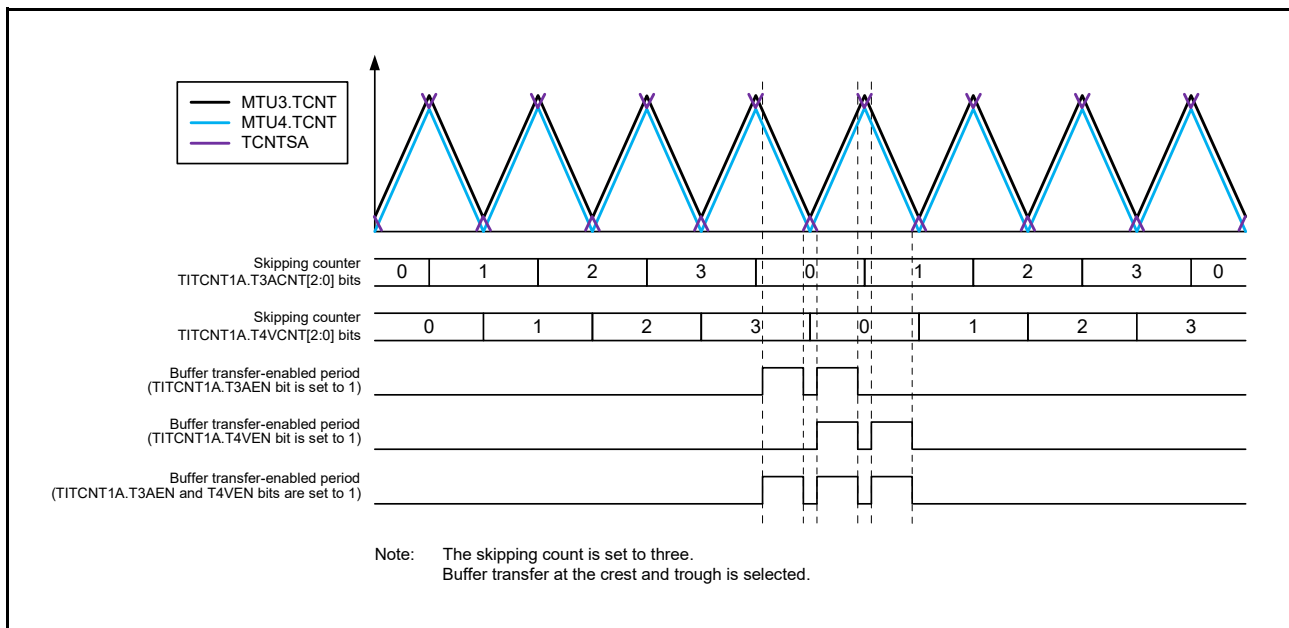 MTU3.TCNT
MTU4.TCNT
TCNTSA
Skipping counter
TITCNT1A.T3ACNT[2:0] bits
0 1 2 3 0 1 2 3 0
Skipping counter
TITCNT1A.T4VCNT[2:0] bits
0 1 2 3 0 1 2 3
Buffer transfer-enabled period
(TITCNT1A.T3AEN bit is set to 1)
Buffer transfer-enabled period
(TITCNT1A.T4VEN bit is set to 1)
Buffer transfer-enabled period
(TITCNT1A.T3AEN and T4VEN bits are set to 1)
Note: The skipping count is set to three.
Buffer transfer at the crest and trough is selected.